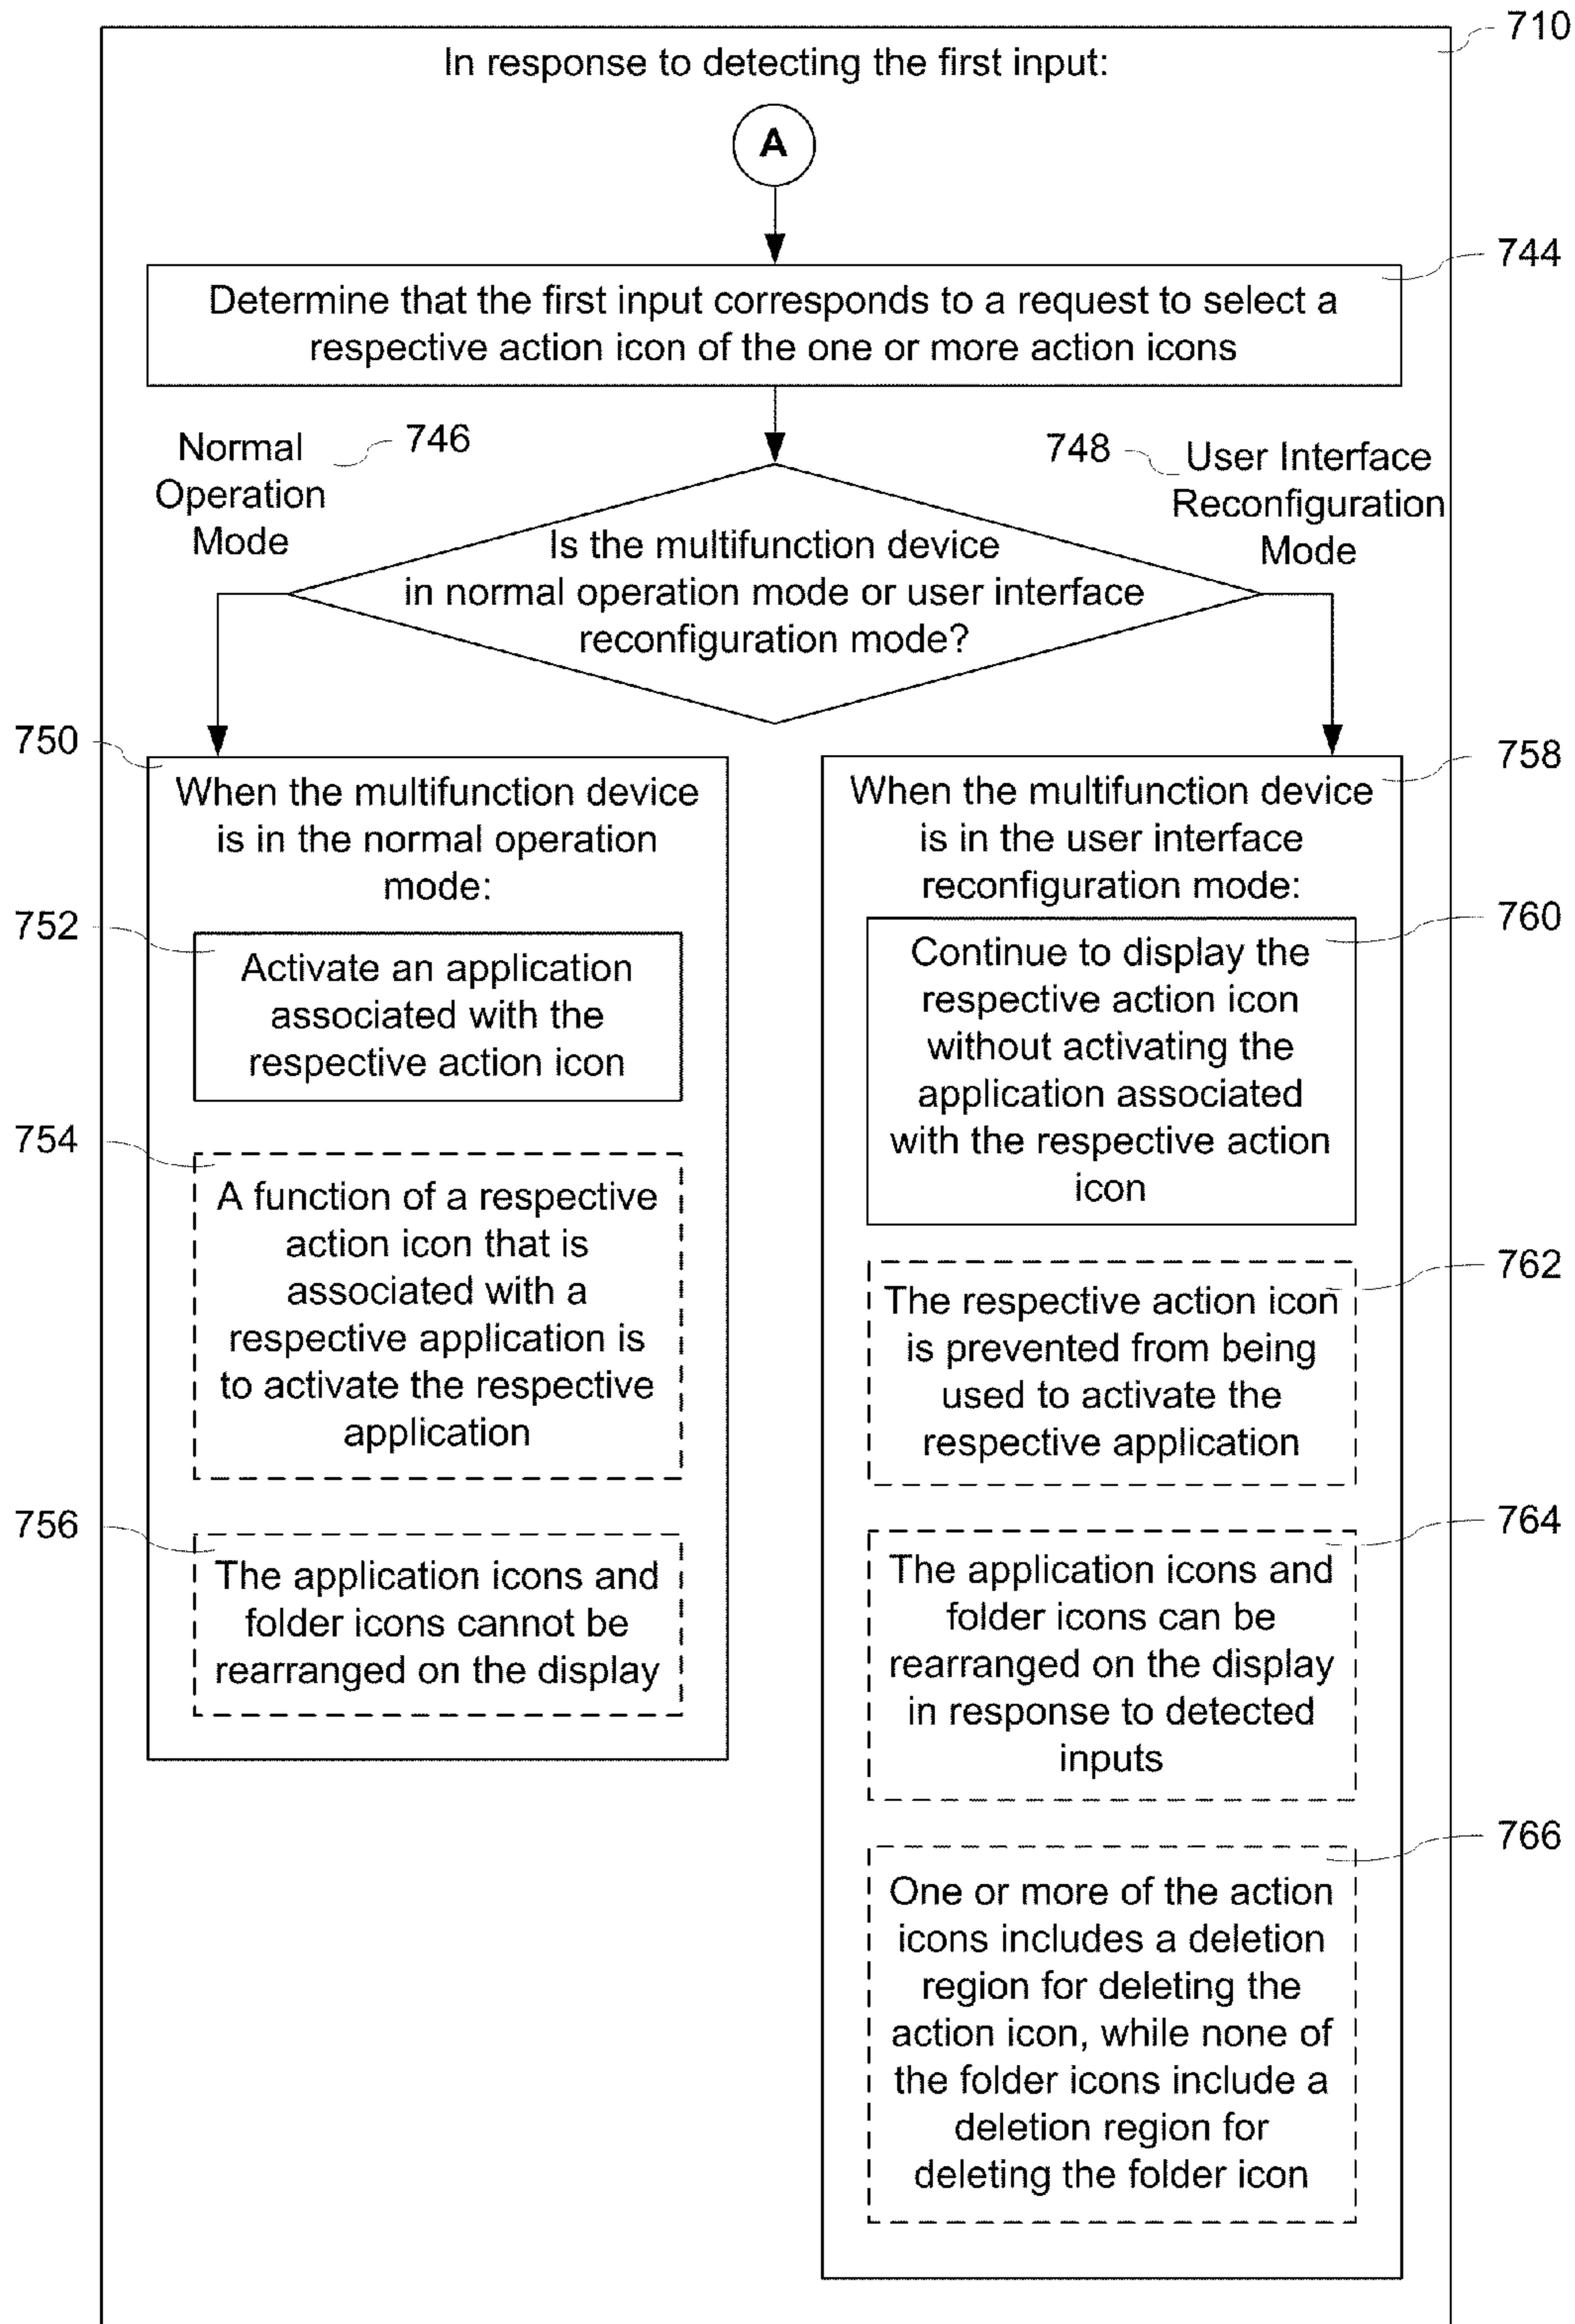 710
In response to detecting the first input:
A
744
Determine that the first input corresponds to a request to select a
respective action icon of the one or more action icons
Normal
Operation
Mode
746
748
User Interface
Reconfiguration
Mode
Is the multifunction device
in normal operation mode or user interface
reconfiguration mode?
750
When the multifunction device
is in the normal operation
mode:
752
Activate an application
associated with the
respective action icon
754
A function of a respective
action icon that is
associated with a
respective application is
to activate the respective
application
756
The application icons and
folder icons cannot be
rearranged on the display
758
When the multifunction device
is in the user interface
reconfiguration mode:
760
Continue to display the
respective action icon
without activating the
application associated
with the respective action
icon
762
The respective action icon
is prevented from being
used to activate the
respective application
764
The application icons and
folder icons can be
rearranged on the display
in response to detected
inputs
766
One or more of the action
icons includes a deletion
region for deleting the
action icon, while none of
the folder icons include a
deletion region for
deleting the folder icon